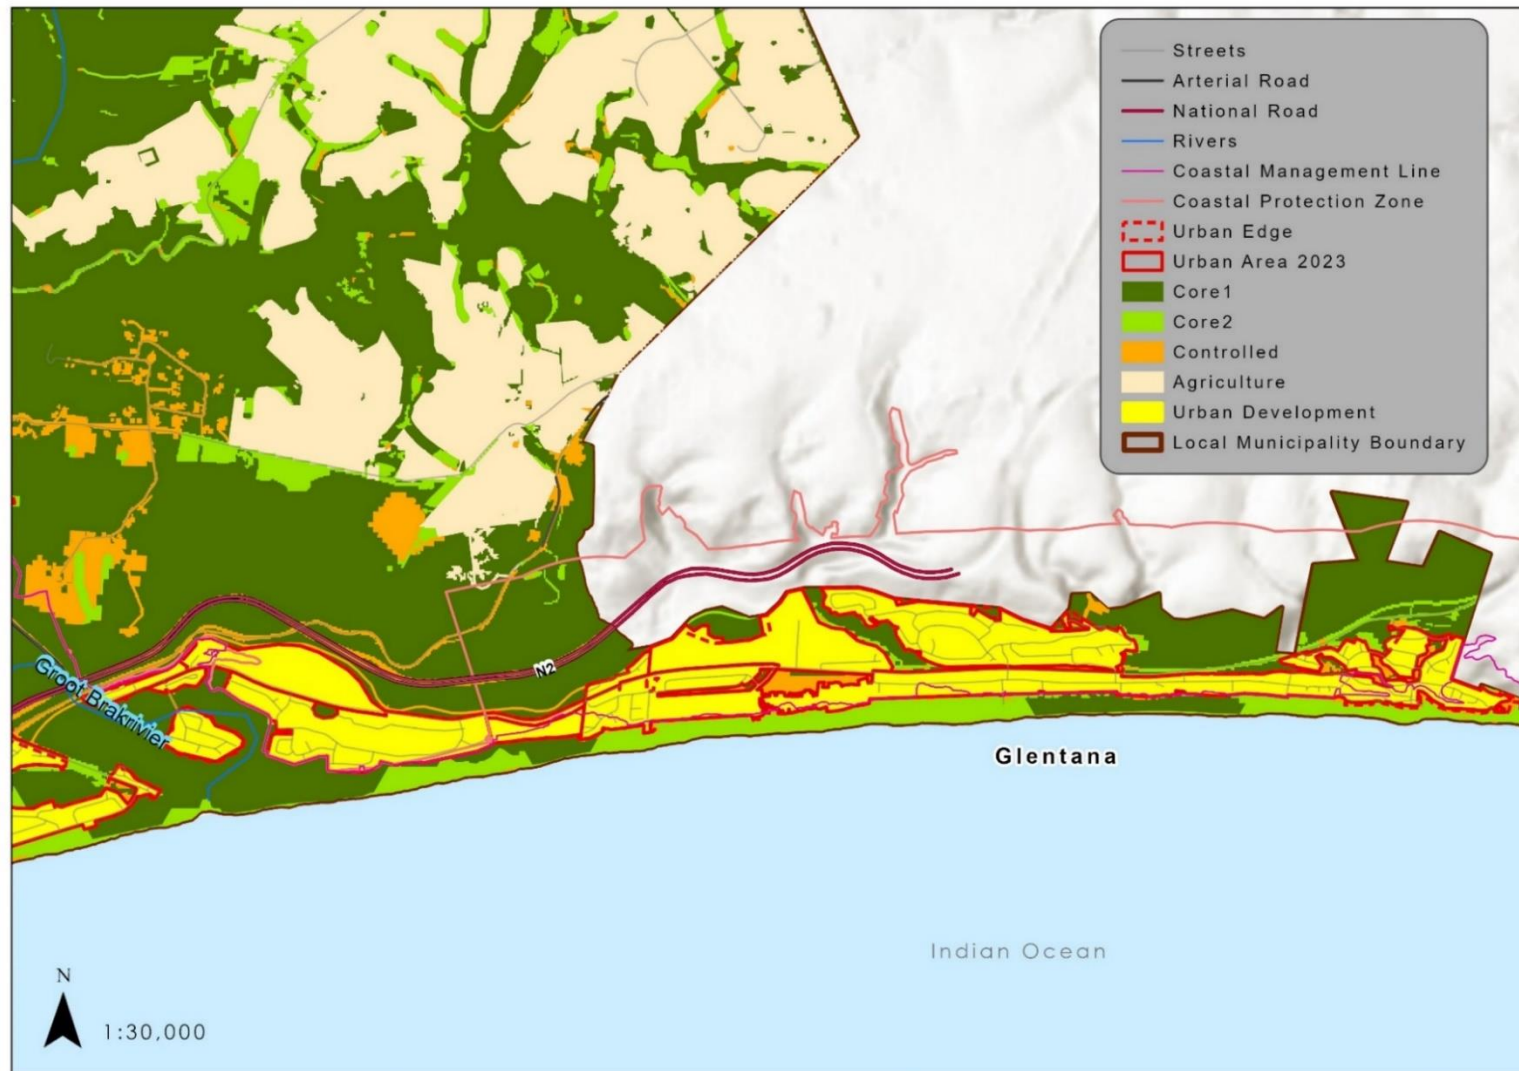 Streets
Arterial Road
National Road
Rivers
Coastal Management Line
Coastal Protection Zone
Urban Edge
Urban Area 2023
Core1
Core2
Controlled
Agriculture
Urban Development
Local Municipality Boundary
N2
Groot Brakrivier
Glentana
Indian Ocean
N
1:30,000